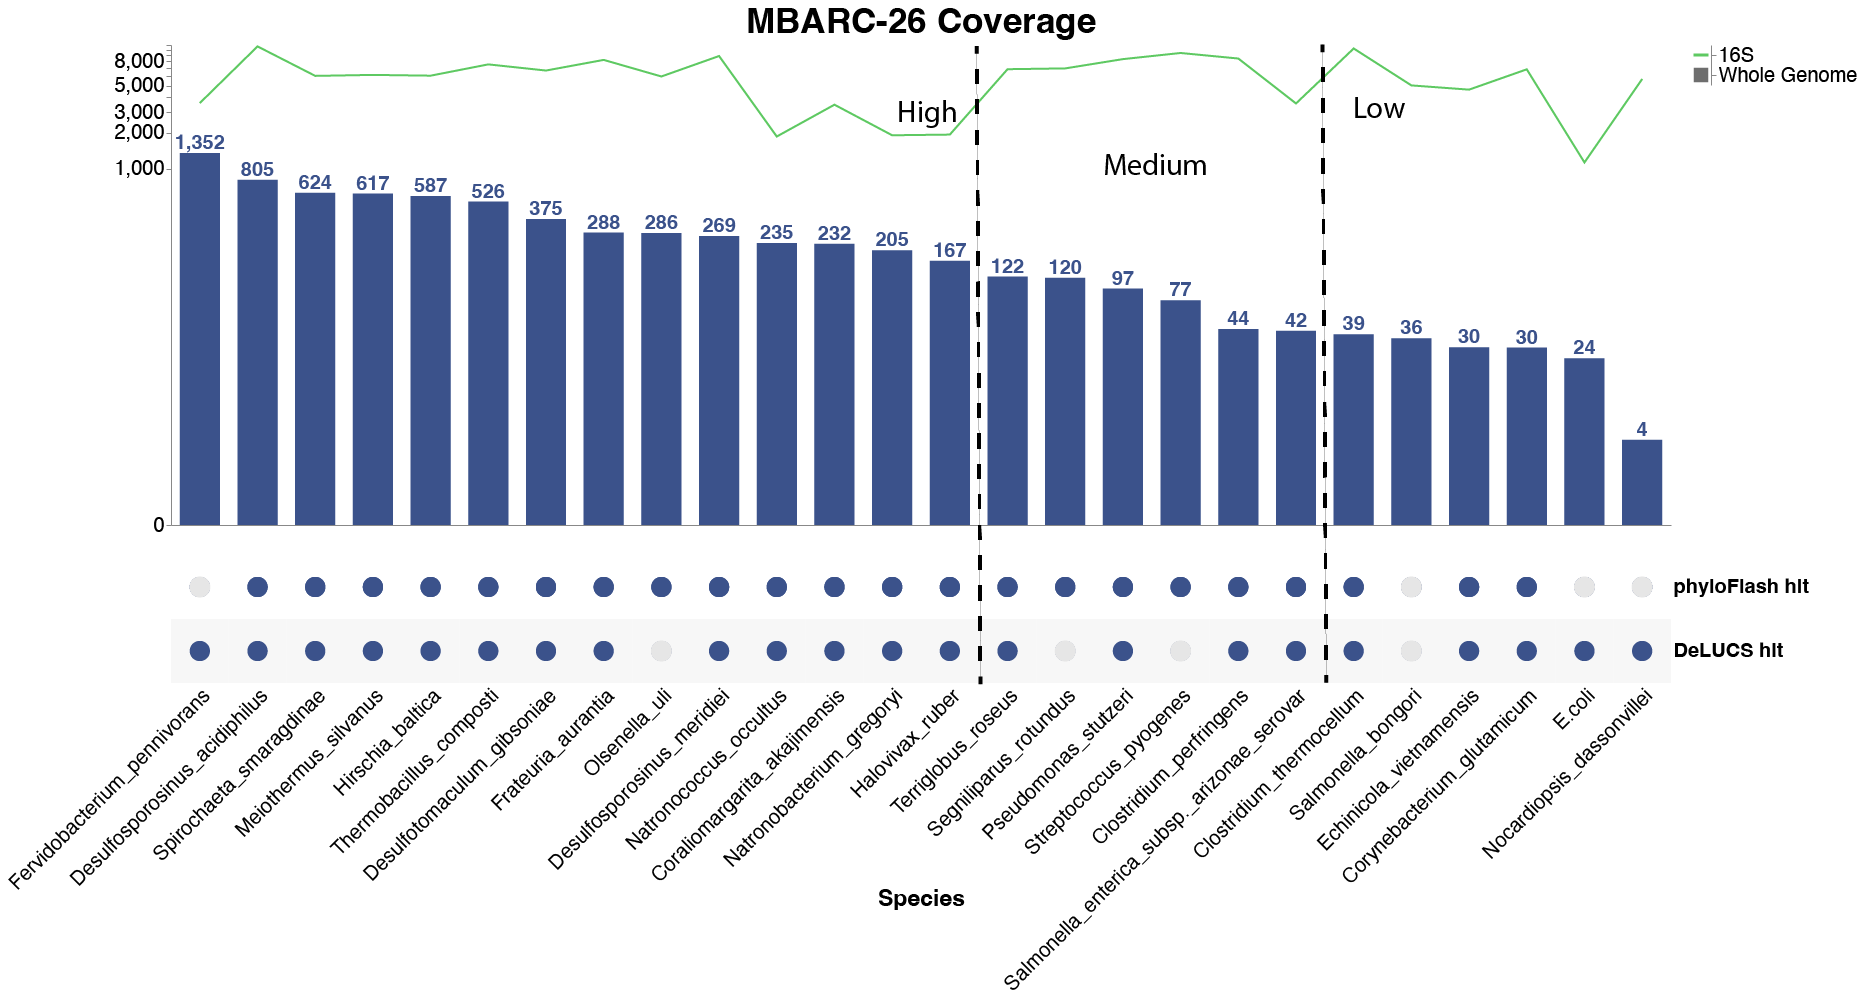 MBARC-26 Coverage
8,000
5,000
3,000
2,000
1,000
0
16S
Whole Genome
High
Medium
Low
1,352
805
624
617
587
526
375
288
286
269
235
232
205
167
122
120
97
77
44
42
39
36
30
30
24
4
phyloFlash hit
DeLUCS hit
Fervidobacterium_pennivorans
Desulfosporosinus_acidiphilus
Spirochaeta_smaragdinae
Meiothermus_silvanus
Hirschia_baltica
Thermobacillus_composti
Desulfotomaculum_gibsoniae
Frateuria_aurantia
Olsenella_uli
Desulfosporosinus_meridiei
Natronococcus_occultus
Coraliomargarita_akajimensis
Natronobacterium_gregoryi
Halovivax_ruber
Terriglobus_roseus
Segniliparus_rotundus
Pseudomonas_stutzeri
Streptococcus_pyogenes
Clostridium_perfringens
Salmonella_enterica_subsp._arizonae_serovar
Clostridium_thermocellum
Salmonella_bongori
Echinicola_vietnamensis
Corynebacterium_glutamicum
E.coli
Nocardiopsis_dassonvillei
Species